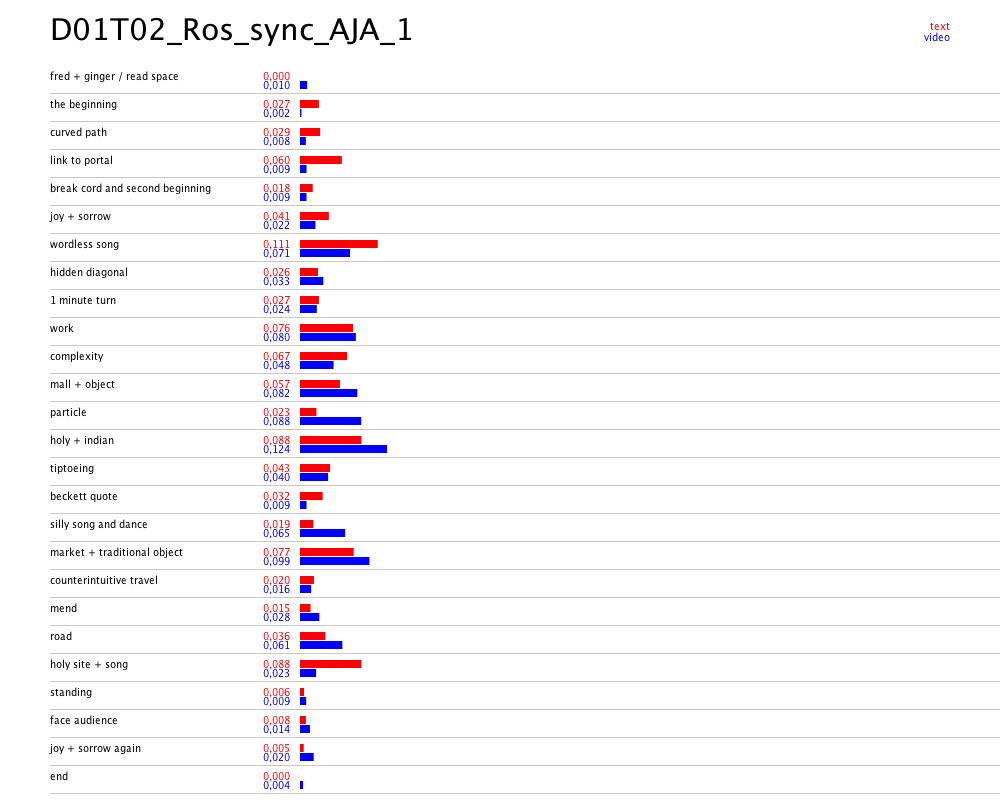 D01T02_Ros_sync_AJA_1
text
video
fred + ginger / read space 0,000
0,010
the beginning 0,027
0,002
curved path 0,029
0,008
link to portal 0,060
0,009
break cord and second beginning 0,018
0,009
joy + sorrow 0,041
0,022
wordless song 0,111
0,071
hidden diagonal 0,026
0,033
1 minute turn 0,027
0,024
work 0,076
0,080
complexity 0,067
0,048
mall + object 0,057
0,082
particle 0,023
0,088
holy + indian 0,088
0,124
tiptoeing 0,043
0,040
beckett quote 0,032
0,009
silly song and dance 0,019
0,065
market + traditional object 0,077
0,099
counterintuitive travel 0,020
0,016
mend 0,015
0,028
road 0,036
0,061
holy site + song 0,088
0,023
standing 0,006
0,009
face audience 0,008
0,014
joy + sorrow again 0,005
0,020
end 0,000
0,004